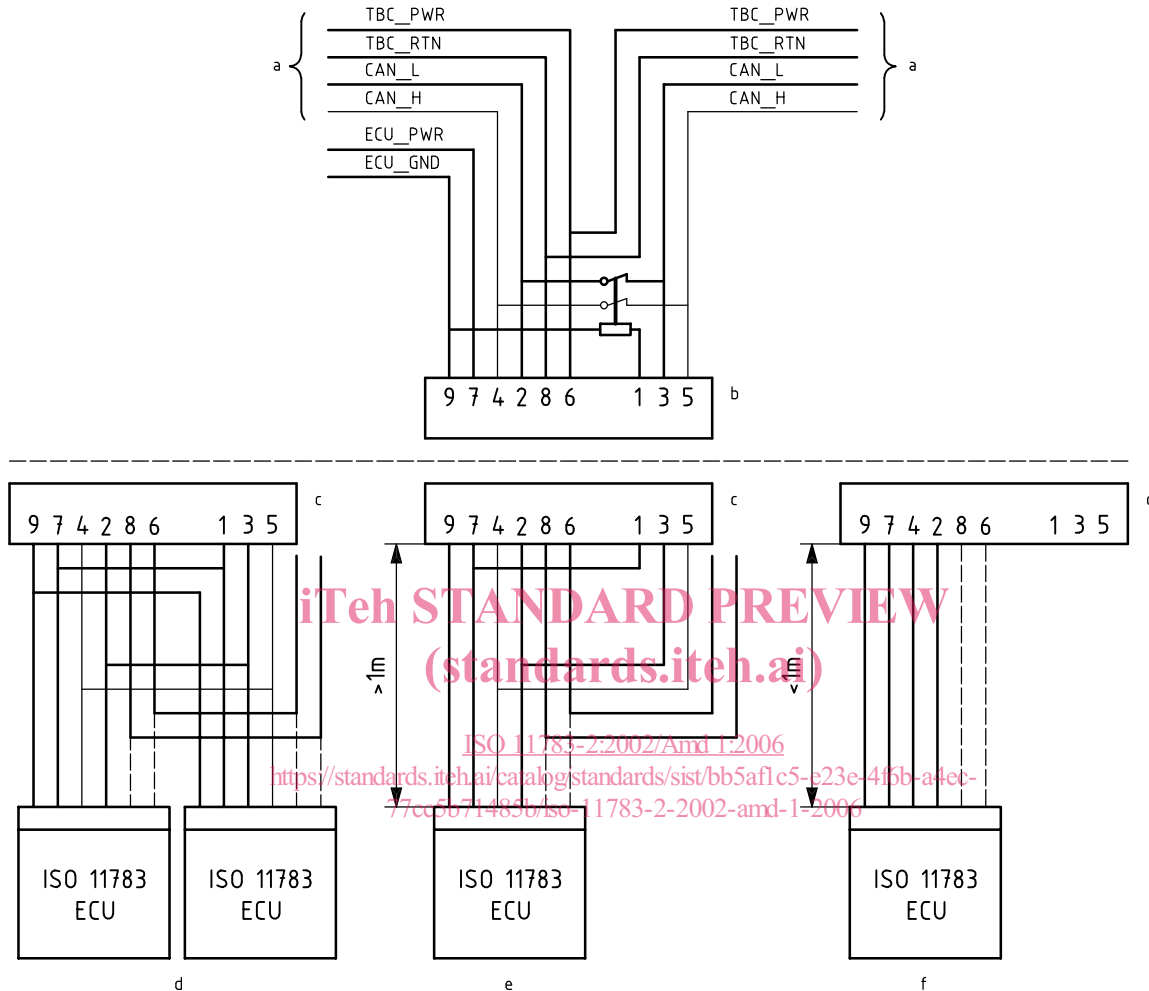 TBC_PWR TBC_PWR
TBC_RTN TBC_RTN
a CAN_L CAN_L a
CAN_H CAN_H
ECU_PWR
ECU_GND
9 7 4 2 8 6 1 3 5 b
c c c
9 7 4 2 8 6 1 3 5 9 7 4 2 8 6 1 3 5 9 7 4 2 8 6 1 3 5
iTeh STANDARD PREVIEW
(standards.iteh.ai)
>1m <1m
ISO 11783-2:2002/Amd 1:2006
https://standards.iteh.ai/catalog/standards/sist/bb5af1c5-e23e-4f6b-a4ec-
77cc5b71485b/iso-11783-2-2002-amd-1-2006
ISO 11783 ISO 11783 ISO 11783 ISO 11783
ECU ECU ECU ECU
d e f